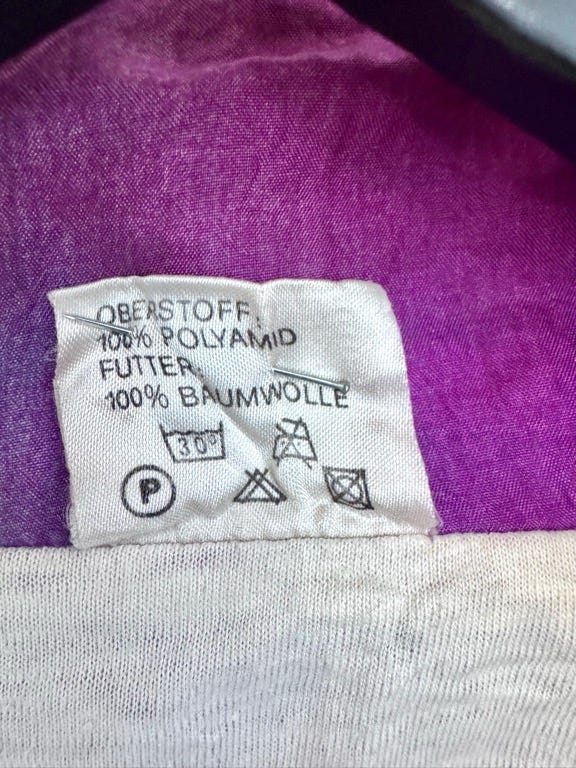 OBERSTOFF:
100% POLYAMID
FUTTER:
100% BAUMWOLLE
30°
P